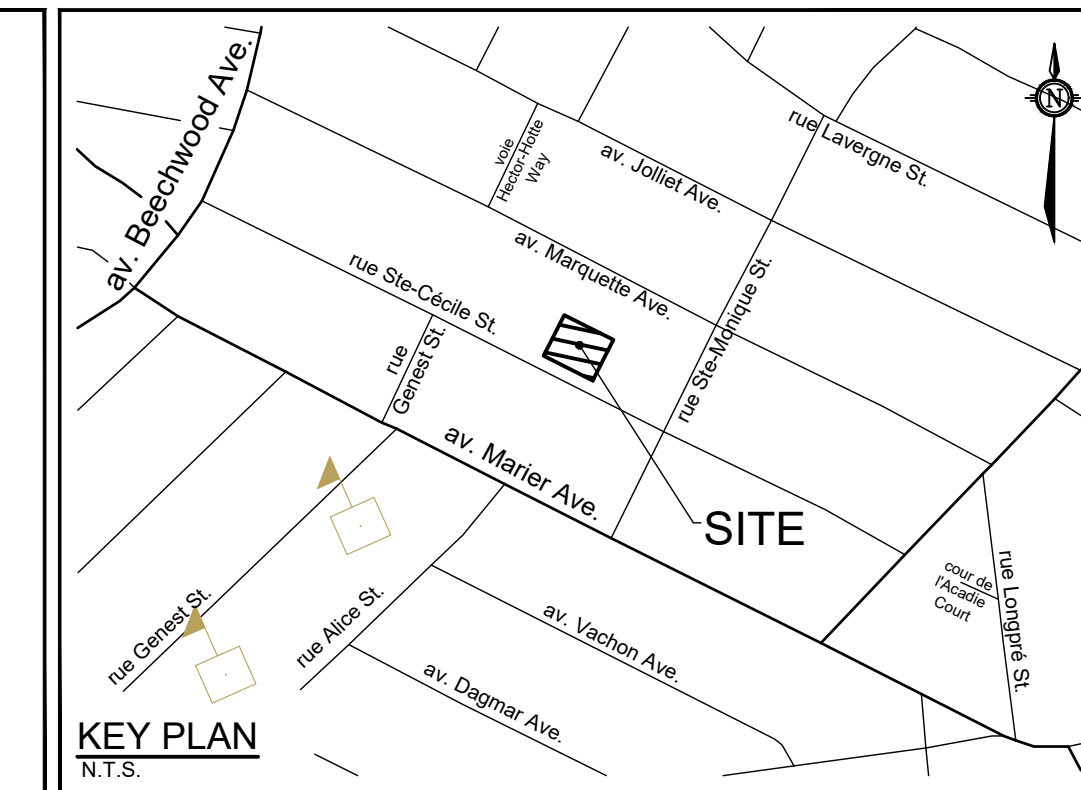 av. Beechwood Ave.
N
voie
Hector-Hotte
Way
av. Jolliet Ave.
rue Lavergne St.
av. Marquette Ave.
rue Ste-Cécile St.
rue Ste-Monique St.
rue
Genest St.
av. Marier Ave.
SITE
cour de
l'Acadie
Court
rue Longpré St.
rue Genest St.
rue Alice St.
av. Vachon Ave.
av. Dagmar Ave.
KEY PLAN
N.T.S.